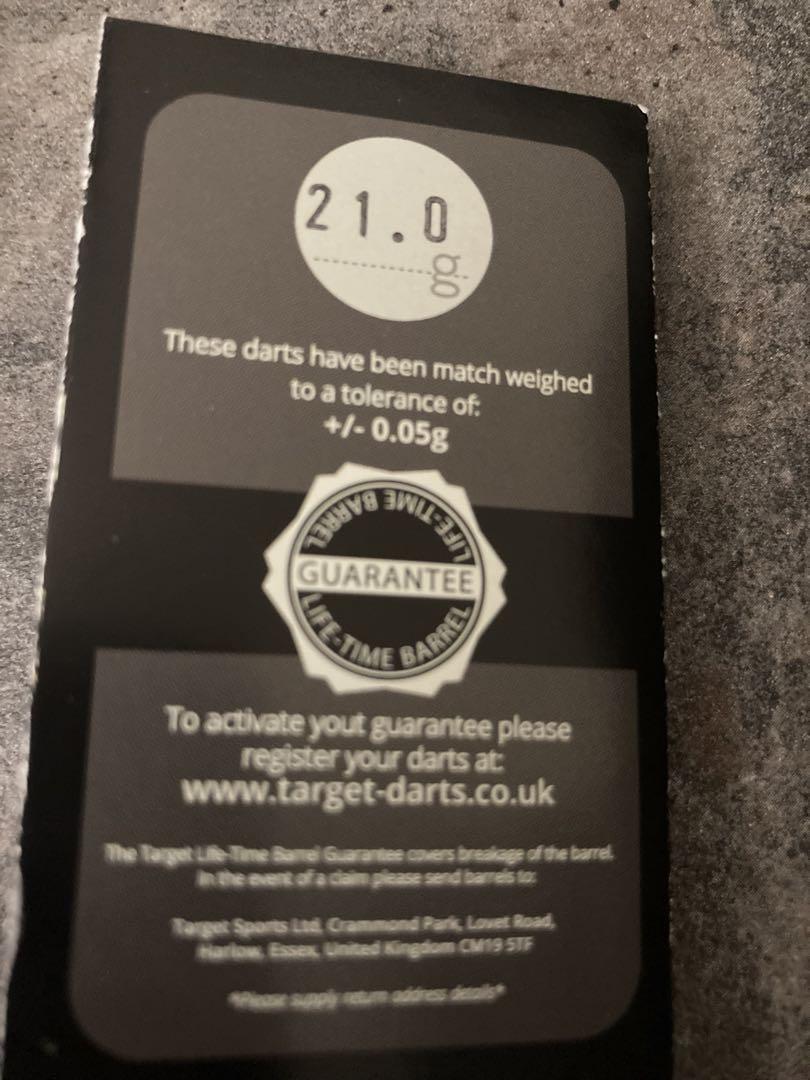 21.0
g
These darts have been match weighed
to a tolerance of:
+/- 0.05g
LIFE-TIME BARREL
GUARANTEE
LIFE-TIME BARREL
To activate yout guarantee please
register your darts at:
www.target-darts.co.uk
The Target Life-Time Barrel Guarantee covers breakage of the barrel.
In the event of a claim please send barrels to:
Target Sports Ltd. Crammond Park, Lovet Road,
Harlow, Essex, United Kingdom CM19 5TF
*Please supply return address details*